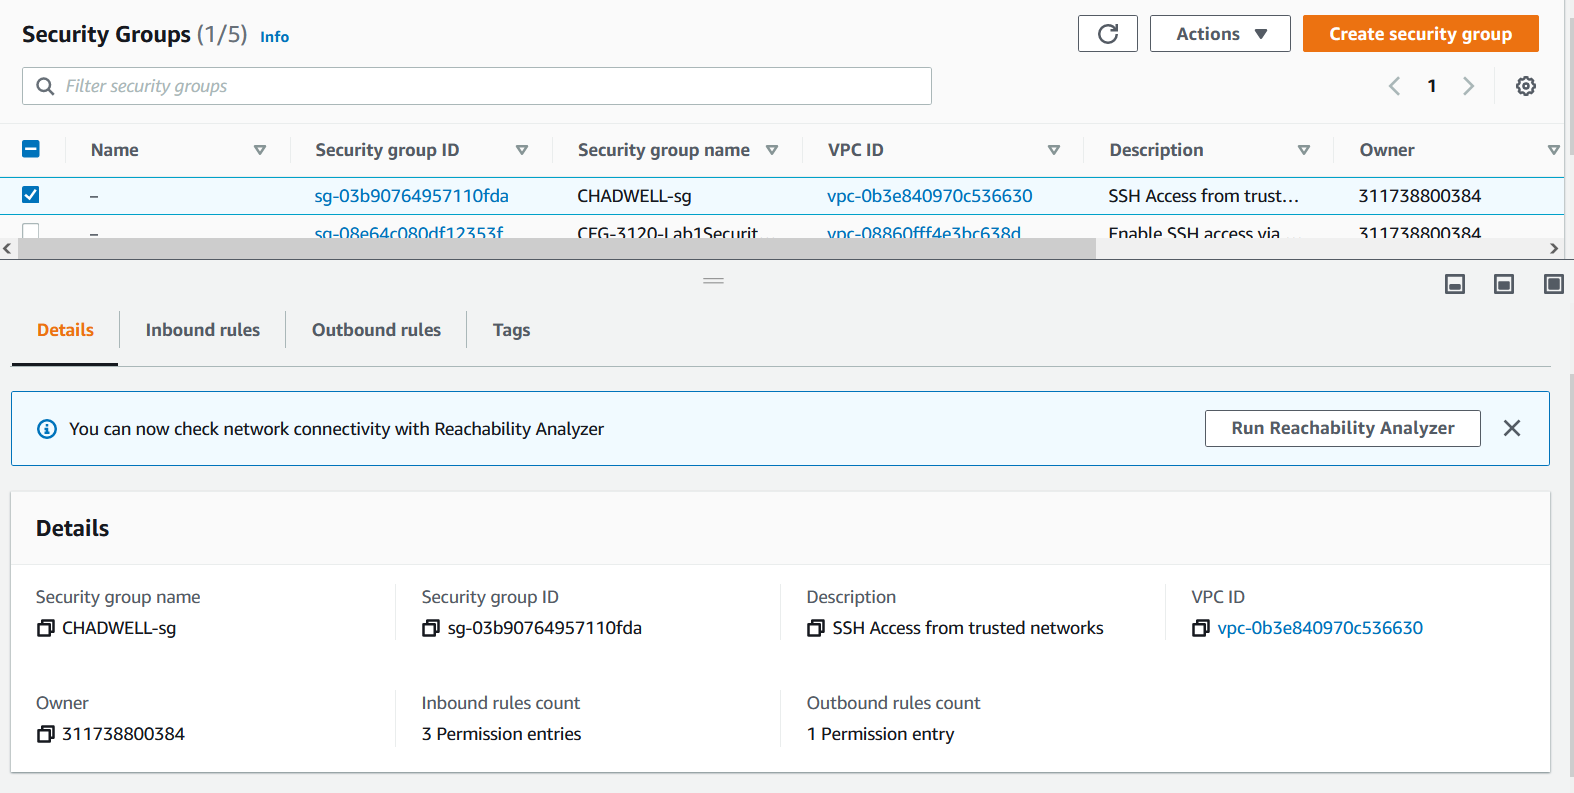 Security Groups (1/5) Info
Actions
Create security group
Filter security groups
1
Name Security group ID Security group name VPC ID Description Owner
– sg-03b90764957110fda CHADWELL-sg vpc-0b3e840970c536630 SSH Access from trust... 311738800384
– sg-08e64c080df12353f CEG-3120-Lab1Securit... vpc-08860fff4e3bc638d Enable SSH access via ... 311738800384
Details Inbound rules Outbound rules Tags
You can now check network connectivity with Reachability Analyzer
Run Reachability Analyzer
Details
Security group name Security group ID Description VPC ID
CHADWELL-sg sg-03b90764957110fda SSH Access from trusted networks vpc-0b3e840970c536630
Owner Inbound rules count Outbound rules count
311738800384 3 Permission entries 1 Permission entry